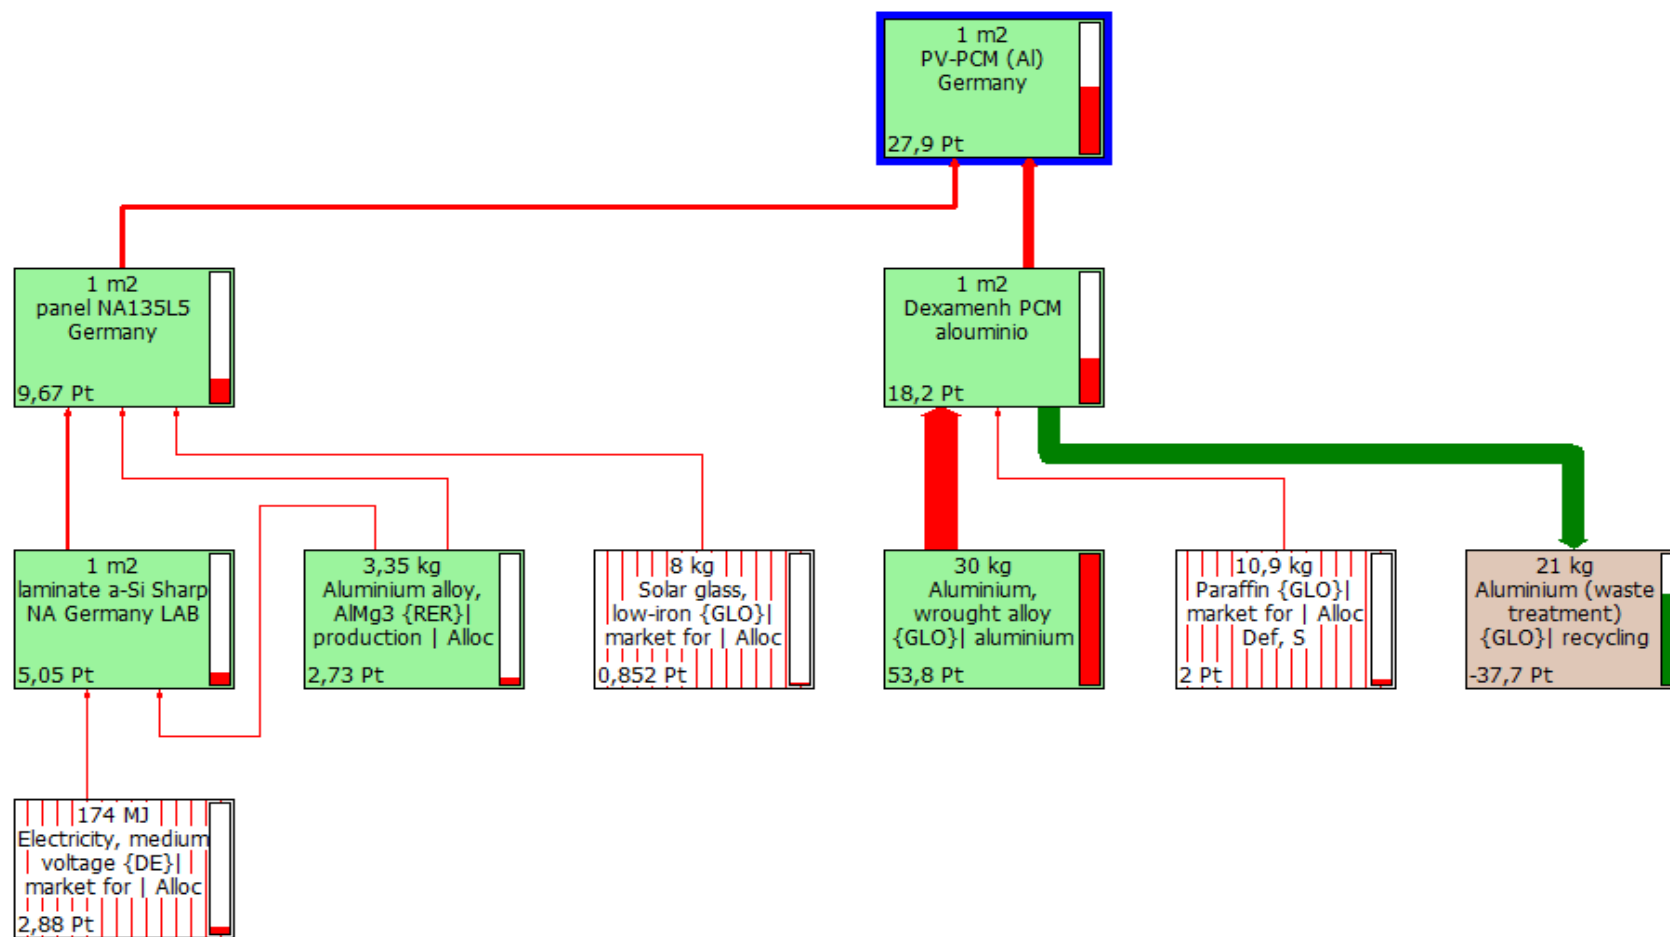 1 m2
PV-PCM (Al)
Germany
27,9 Pt
1 m2
panel NA135L5
Germany
9,67 Pt
1 m2
Dexamenh PCM
alouminio
18,2 Pt
1 m2
laminate a-Si Sharp
NA Germany LAB
5,05 Pt
3,35 kg
Aluminium alloy,
AlMg3 {RER}|
production | Alloc
2,73 Pt
8 kg
Solar glass,
low-iron {GLO}|
market for | Alloc
0,852 Pt
30 kg
Aluminium,
wrought alloy
{GLO}| aluminium
53,8 Pt
10,9 kg
Paraffin {GLO}|
market for | Alloc
Def, S
2 Pt
21 kg
Aluminium (waste
treatment)
{GLO}| recycling
-37,7 Pt
174 MJ
Electricity, medium
voltage {DE}|
market for | Alloc
2,88 Pt